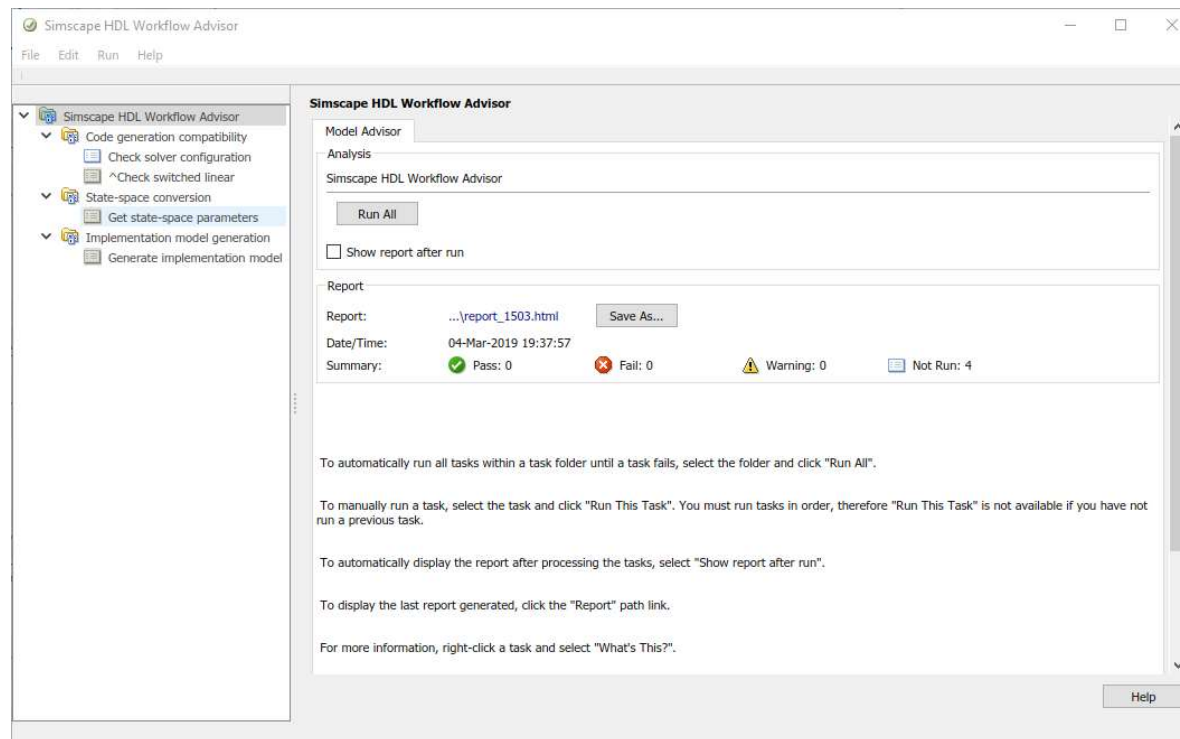 Simscape HDL Workflow Advisor
File Edit Run Help
Simscape HDL Workflow Advisor
Code generation compatibility
Check solver configuration
^Check switched linear
State-space conversion
Get state-space parameters
Implementation model generation
Generate implementation model
Simscape HDL Workflow Advisor
Model Advisor
Analysis
Simscape HDL Workflow Advisor
Run All
Show report after run
Report
Report: ...\report_1503.html Save As...
Date/Time: 04-Mar-2019 19:37:57
Summary: Pass: 0 Fail: 0 Warning: 0 Not Run: 4
To automatically run all tasks within a task folder until a task fails, select the folder and click "Run All".
To manually run a task, select the task and click "Run This Task". You must run tasks in order, therefore "Run This Task" is not available if you have not
run a previous task.
To automatically display the report after processing the tasks, select "Show report after run".
To display the last report generated, click the "Report" path link.
For more information, right-click a task and select "What's This?".
Help